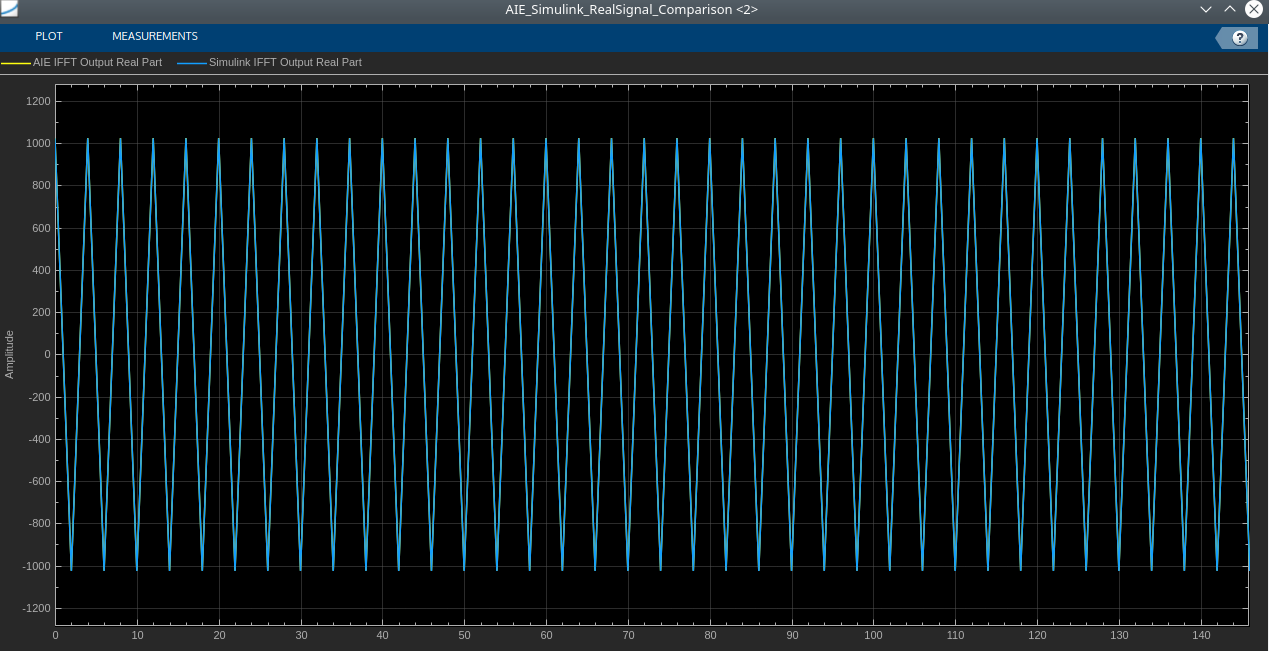 AIE_Simulink_RealSignal_Comparison <2>
PLOT MEASUREMENTS ?
AIE IFFT Output Real Part Simulink IFFT Output Real Part
1200
1000
800
600
400
200
0
-200
-400
-600
-800
-1000
-1200
Amplitude
0 10 20 30 40 50 60 70 80 90 100 110 120 130 140